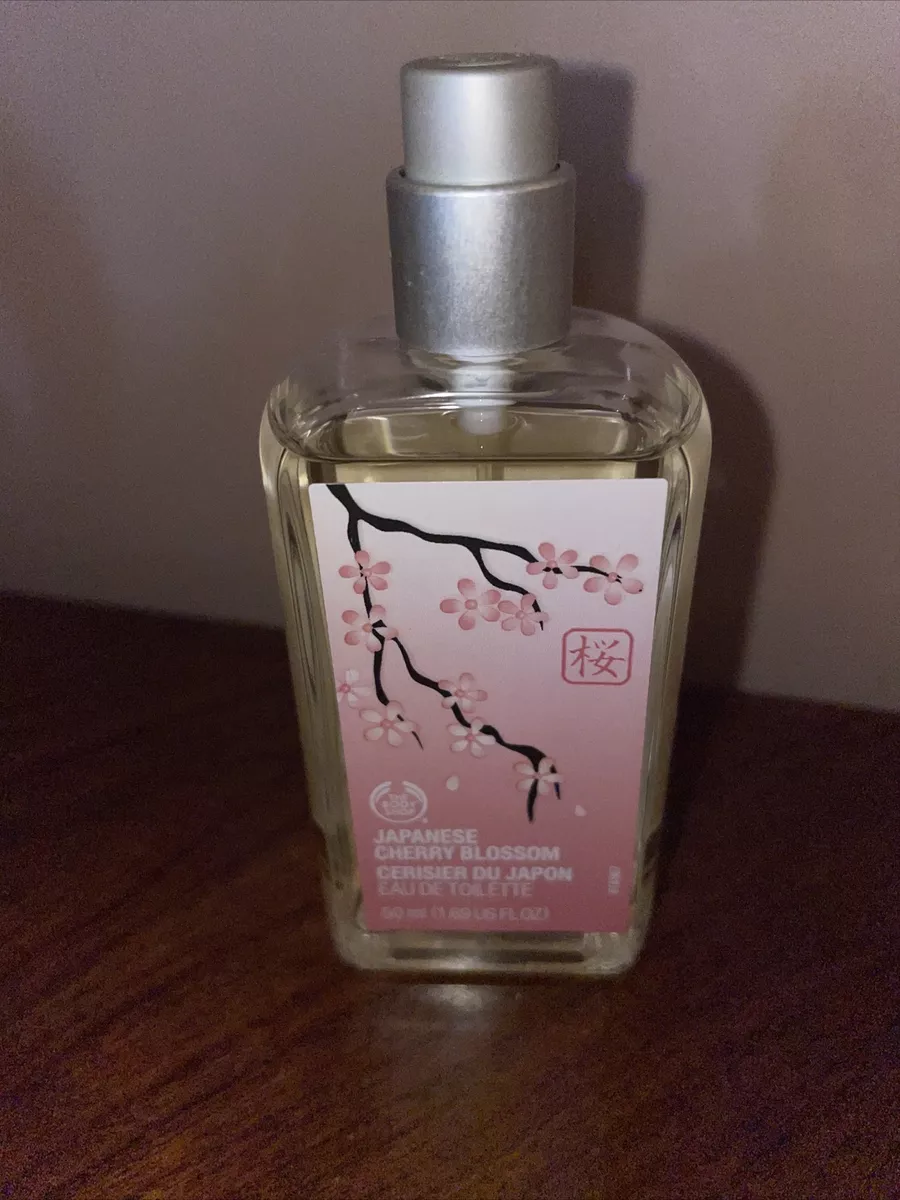 桜
THE
BODY
SHOP
®
JAPANESE
CHERRY BLOSSOM
CERISIER DU JAPON
EAU DE TOILETTE
50 ml (1.69 US FL OZ)